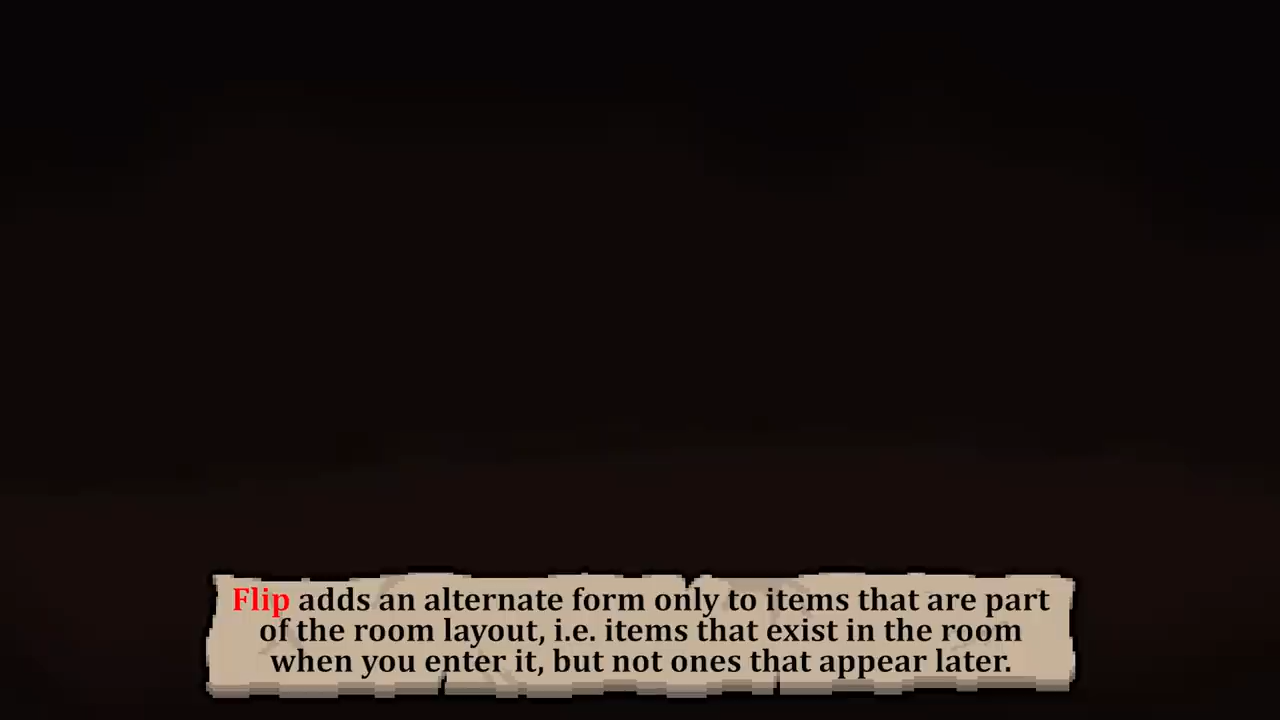 Flip adds an alternate form only to items that are part
of the room layout, i.e. items that exist in the room
when you enter it, but not ones that appear later.